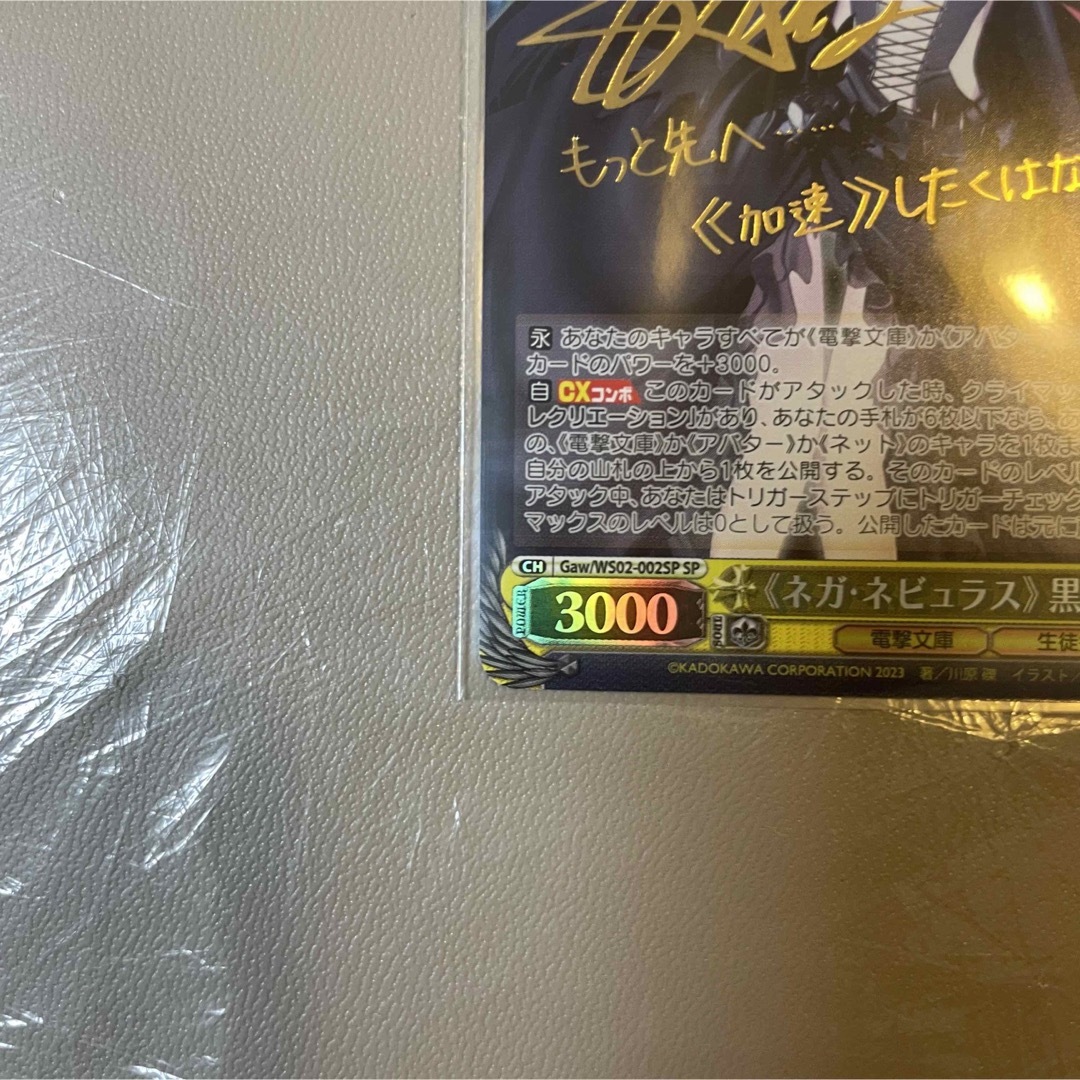 もっと先へ……
《加速》したくはな
永 あなたのキャラすべてが《電撃文庫》か《アバター
カードのパワーを+3000。
自 CXコンボ このカードがアタックした時、クライ
レクリエーション」があり、あなたの手札が6枚以下なら、
の、《電撃文庫》か《アバター》か《ネット》のキャラを1枚ま
自分の山札の上から1枚を公開する。そのカードのレベル
アタック中、あなたはトリガーステップにトリガーチェック
マックスのレベルは0として扱う。公開したカードは元に
CH Gaw/WS02-002SP SP
POWER 3000 《ネガ・ネビュラス》黒
SOUL 電撃文庫 生徒
©KADOKAWA CORPORATION 2023 著／川原 礫 イラスト／